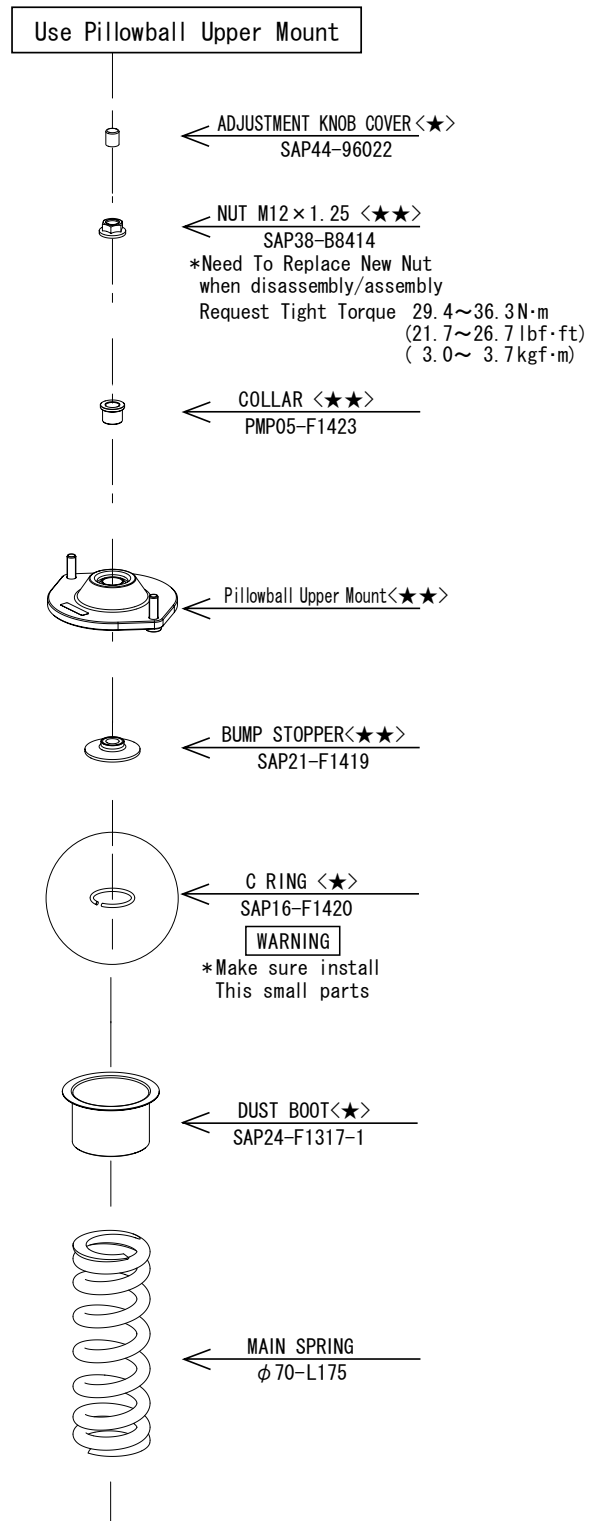 Use Pillowball Upper Mount
ADJUSTMENT KNOB COVER<★>
SAP44-96022
NUT M12×1.25 <★★>
SAP38-B8414
*Need To Replace New Nut
when disassembly/assembly
Request Tight Torque 29.4～36.3N·m
(21.7～26.7lbf·ft)
( 3.0～ 3.7kgf·m)
COLLAR <★★>
PMP05-F1423
Pillowball Upper Mount<★★>
BUMP STOPPER<★★>
SAP21-F1419
C RING <★>
SAP16-F1420
WARNING
*Make sure install
This small parts
DUST BOOT<★>
SAP24-F1317-1
MAIN SPRING
φ70-L175